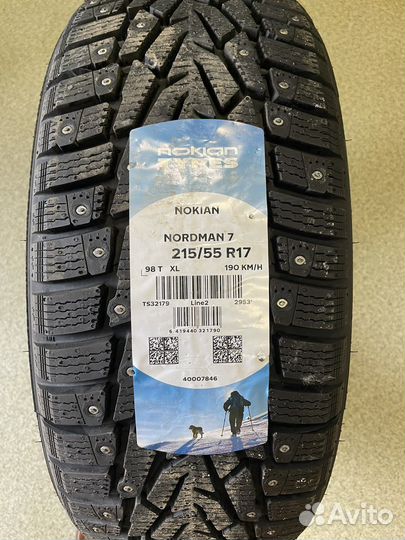 nokian
TYRES
NOKIAN
NORDMAN 7
215/55 R17
98 T XL 190 KM/H
TS32179 Line2 2953
6 419440 321790
40007846
Avito